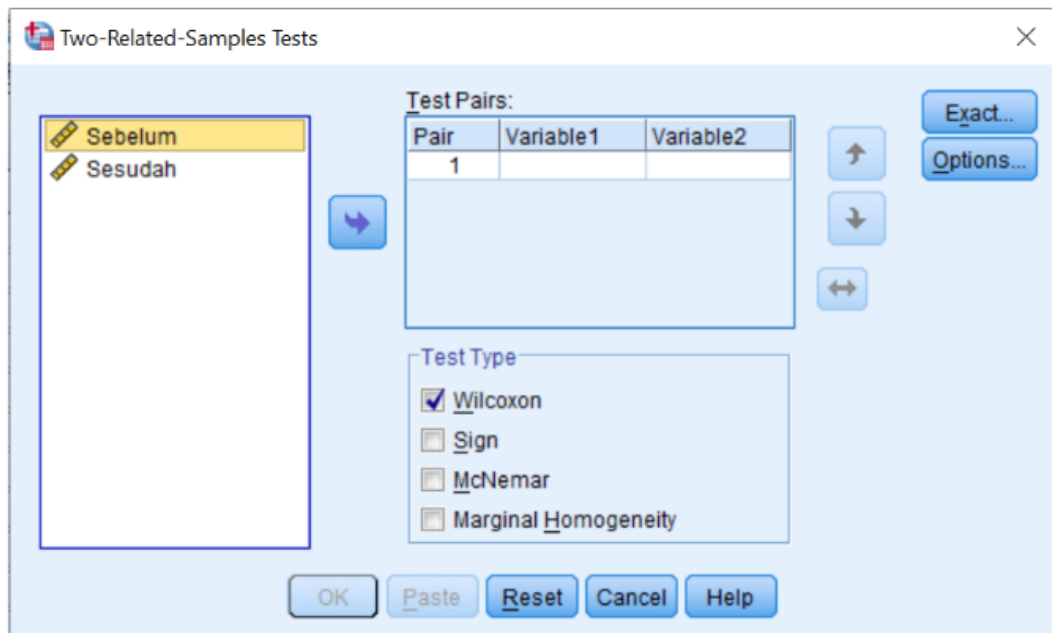 Two-Related-Samples Tests
Sebelum
Sesudah
Test Pairs:
Pair Variable1 Variable2
1
Exact...
Options...
Test Type
Wilcoxon
Sign
McNemar
Marginal Homogeneity
OK Paste Reset Cancel Help